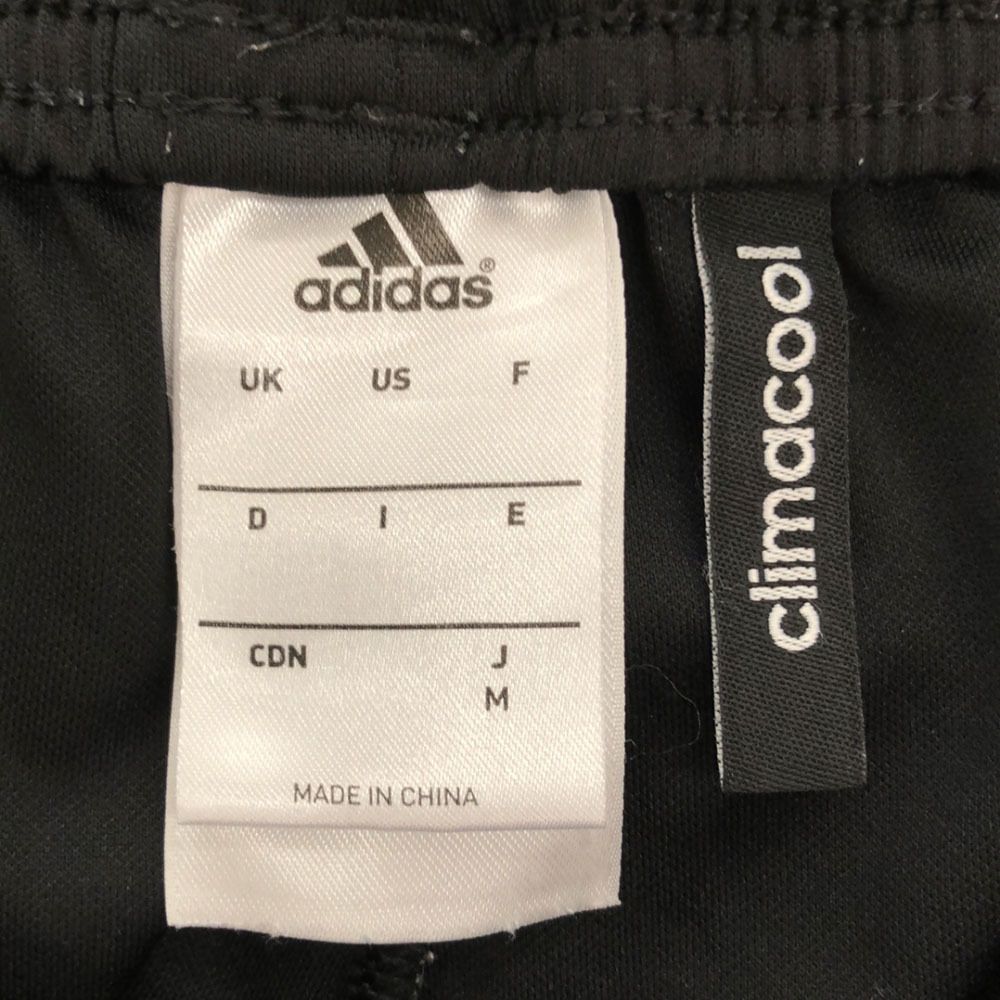 adidas®
UK US F
D I E
CDN J
M
MADE IN CHINA
climacool